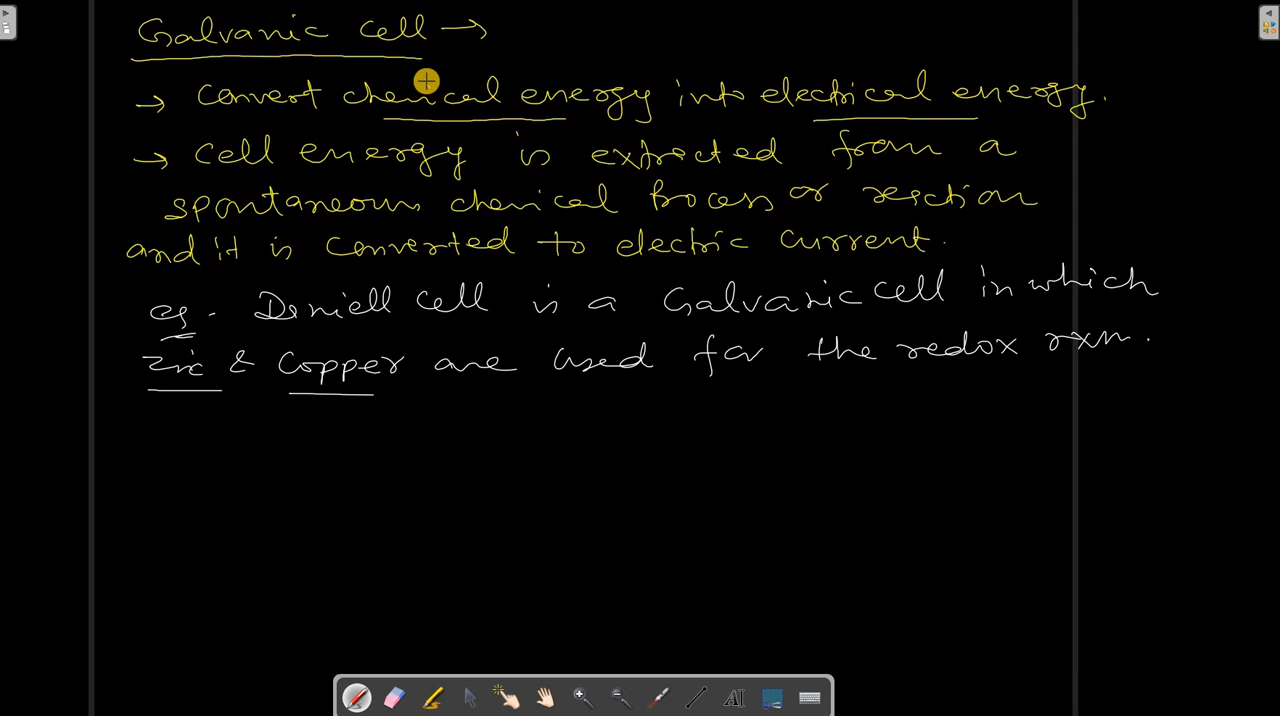 Galvanic cell →
→ Convert chemical energy into electrical energy.
→ Cell energy is extracted from a
spontaneous chemical Process or reaction
and it is converted to electric current.
eg. Daniell cell is a Galvanic cell in which
Zinc & Copper are used for the redox rxn.
AI